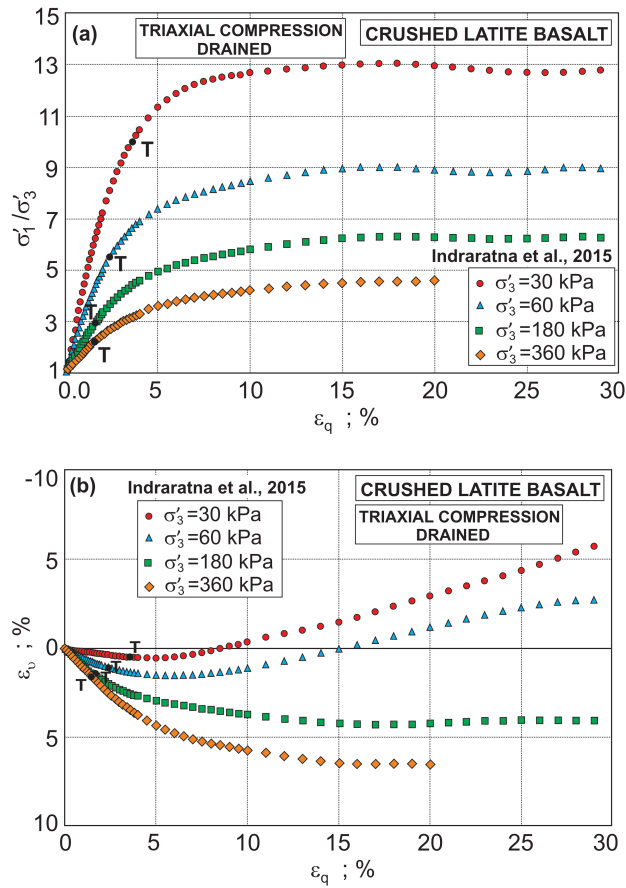 (a)
TRIAXIAL COMPRESSION
DRAINED
CRUSHED LATITE BASALT
15
13
11
9
7
5
3
1
σ′1/σ′3
T
T
T
T
Indraratna et al., 2015
σ′3=30 kPa
σ′3=60 kPa
σ′3=180 kPa
σ′3=360 kPa
0.0 5 10 15 20 25 30
εq ; %
(b)
Indraratna et al., 2015
σ′3=30 kPa
σ′3=60 kPa
σ′3=180 kPa
σ′3=360 kPa
CRUSHED LATITE BASALT
TRIAXIAL COMPRESSION
DRAINED
-10
5
0
5
10
ευ ; %
T
T
T
T
0 5 10 15 20 25 30
εq ; %